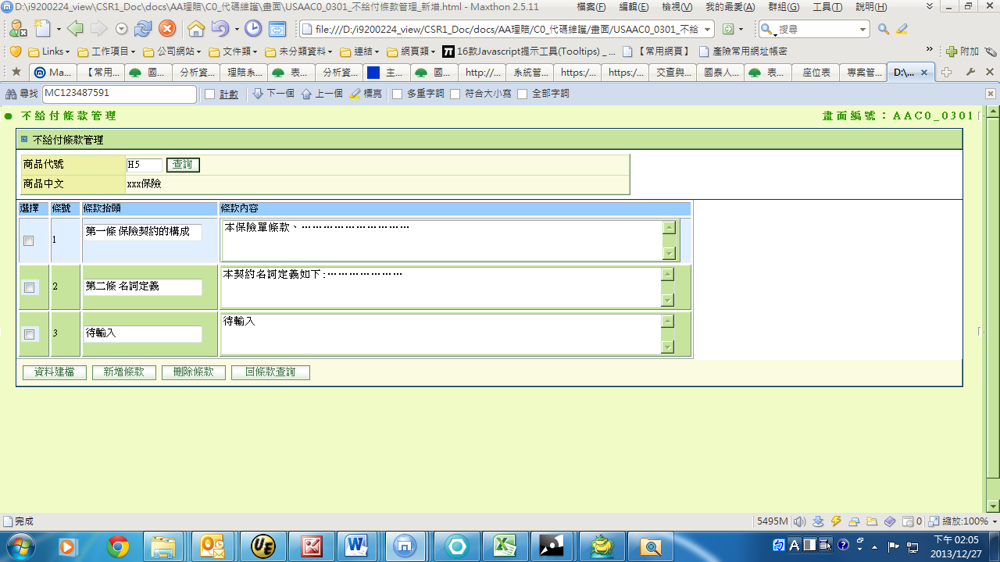 D:\i9200224_view\CSR1_Doc\docs\AA理賠\C0_代碼維護\畫面\USAAC0_0301_不給付條款管理_新增.html - Maxthon 2.5.11
檔案(F) 編輯(E) 檢視(V) 我的最愛(A) 群組(G) 工具(T) 說明(H)
file:///D:/i9200224_view/CSR1_Doc/docs/AA理賠/C0_代碼維護/畫面/USAAC0_0301_不給
搜尋
Links 工作項目 公司網站 文件類 未分類資料 連結 網頁類 16款Javascript提示工具(Tooltips) _ ... 【常用網頁】 產險常用網址帳密 附加
Ma... 【常用... 國... 分析資... 理賠系... 表... 分析資... 主... 國... http://... 系統管... https:/... https:/... 交查與... 國泰人... 表... 座位表 專案管... D:\...
尋找 MC123487591 計數 下一個 上一個 標亮 多重字詞 符合大小寫 全部字詞
不給付條款管理 畫面編號：AAC0_0301
不給付條款管理
商品代號 H5 查詢
商品中文 xxx保險
選擇 條號 條款抬頭 條款內容
1 第一條 保險契約的構成 本保險單條款、…………………………
2 第二條 名詞定義 本契約名詞定義如下:…………………
3 待輸入 待輸入
資料建檔 新增條款 刪除條款 回條款查詢
完成 5495M 0 縮放:100%
下午 02:05
2013/12/27